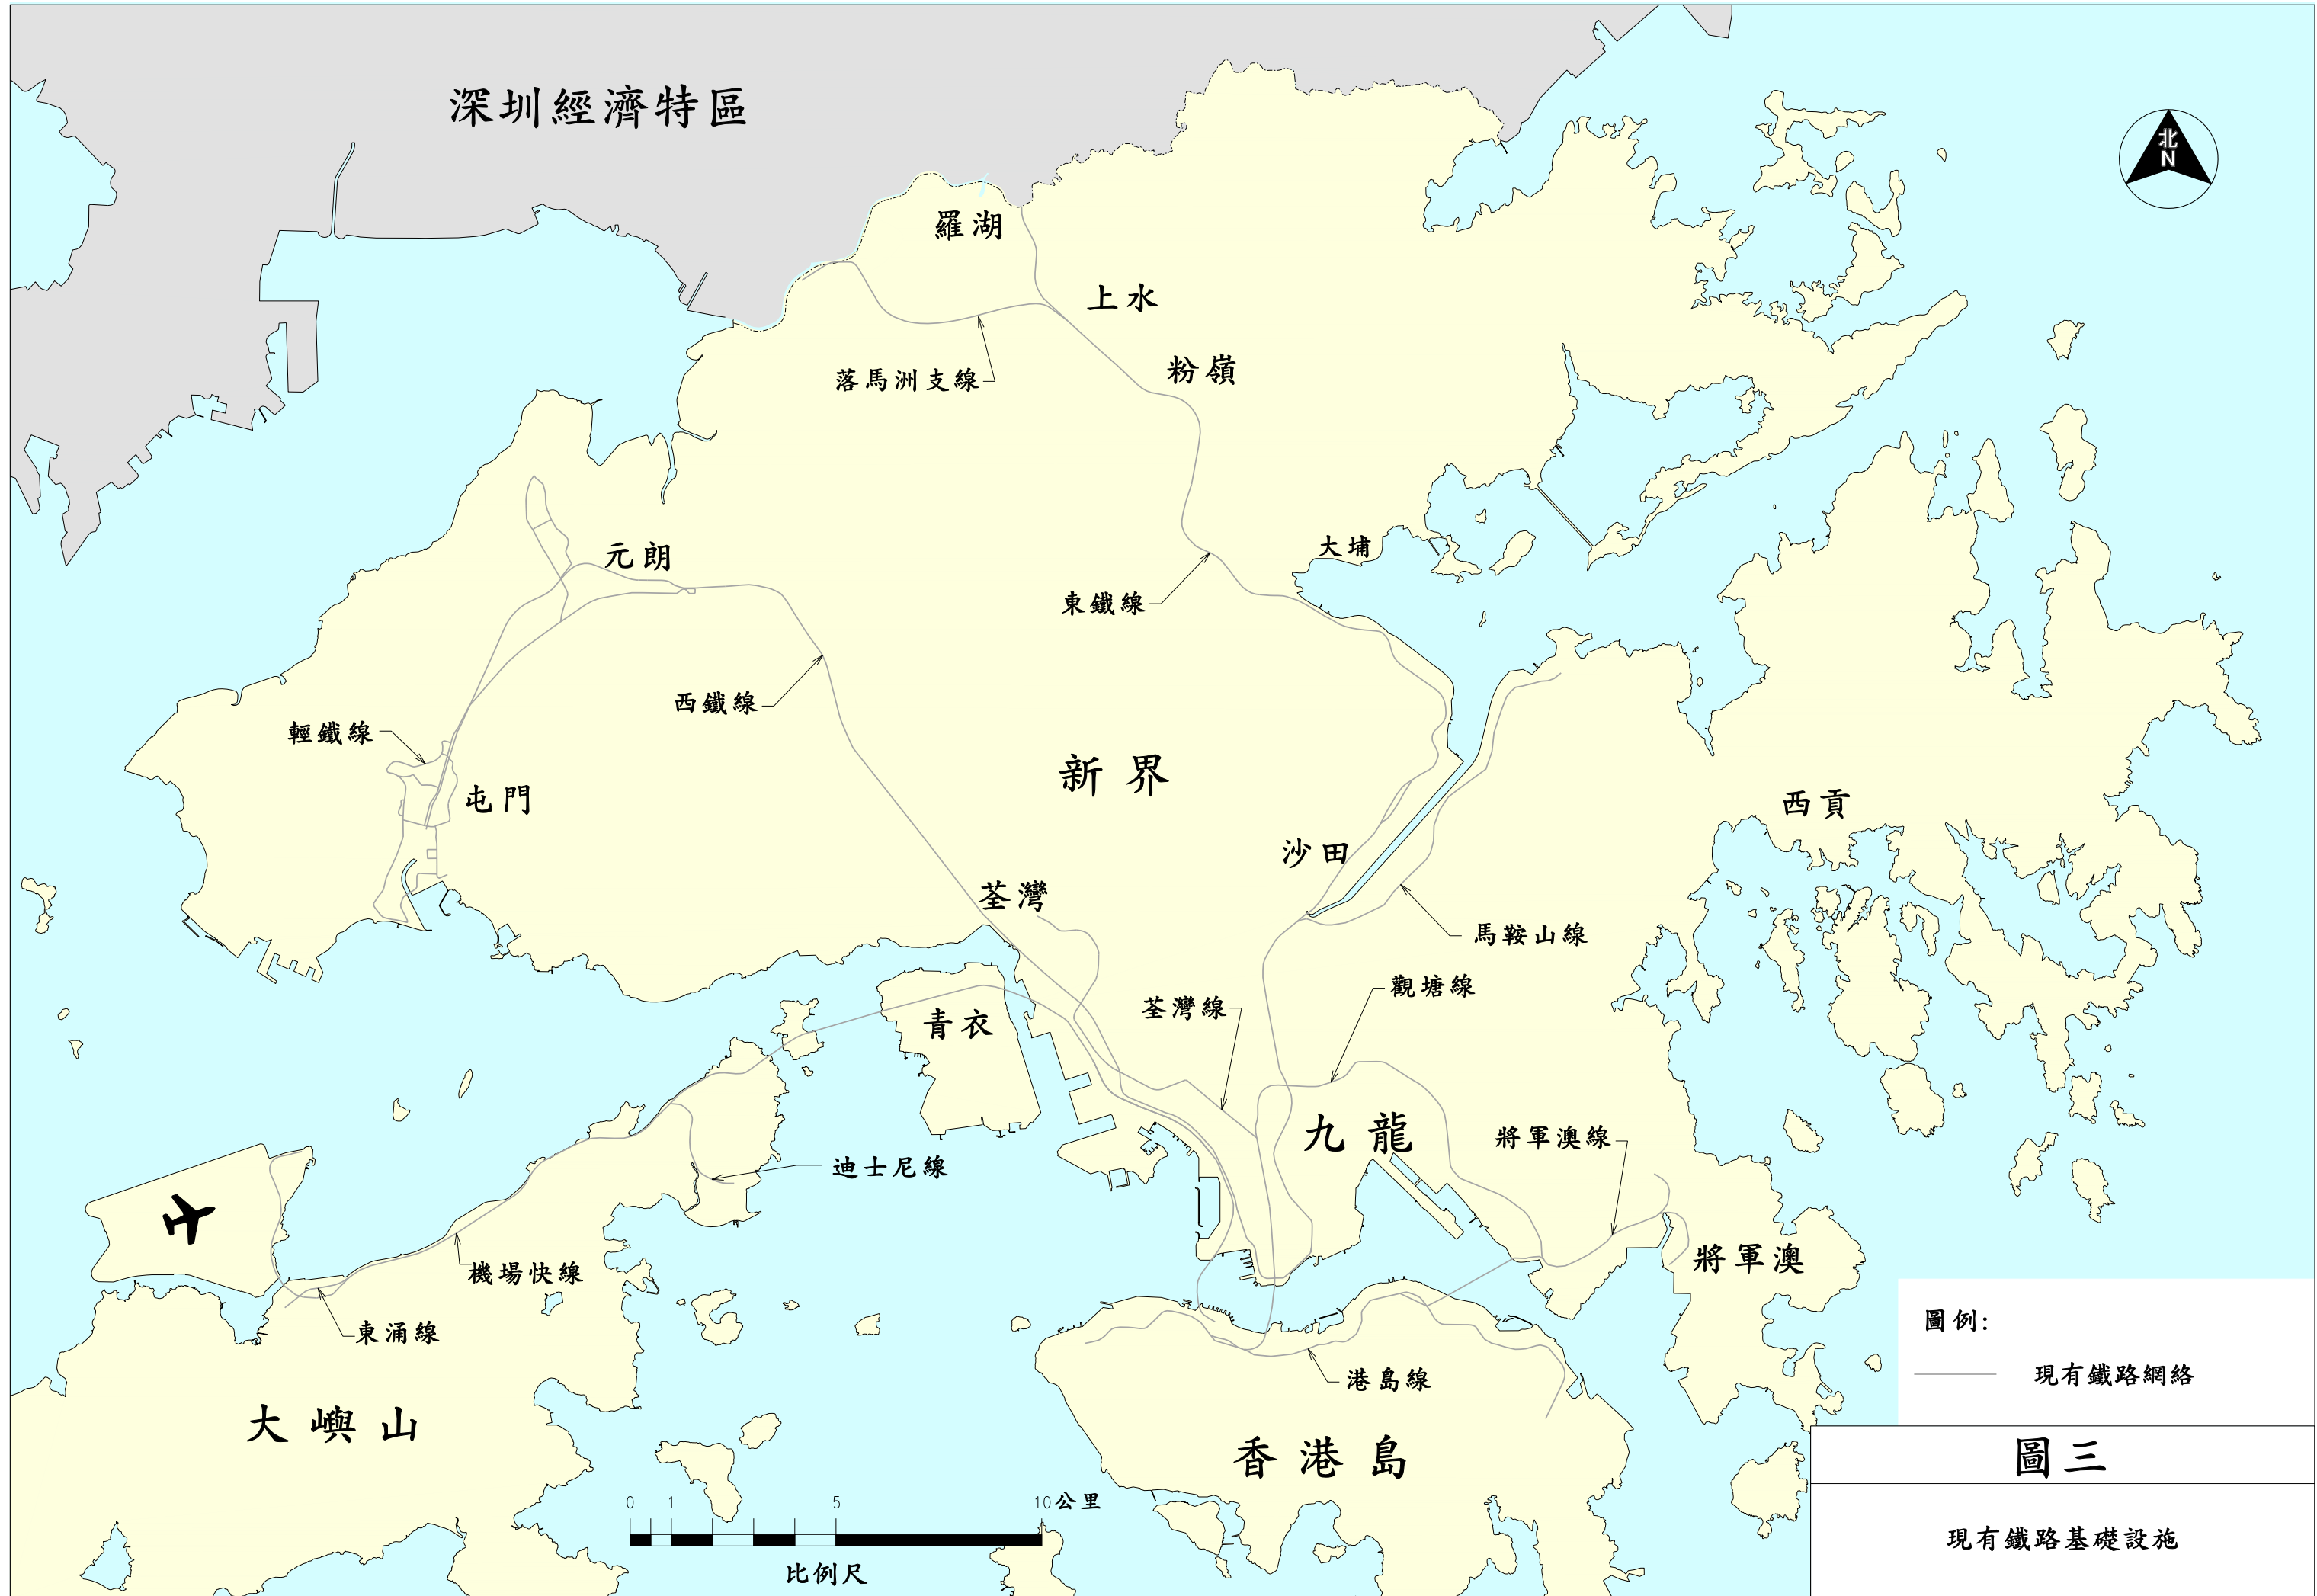 深圳經濟特區
北
N
羅湖
上水
粉嶺
落馬洲支線
元朗
大埔
東鐵線
西鐵線
輕鐵線
新界
屯門
西貢
沙田
荃灣
馬鞍山線
觀塘線
荃灣線
青衣
九龍
將軍澳線
迪士尼線
將軍澳
機場快線
東涌線
港島線
大嶼山
香港島
圖例:
現有鐵路網絡
圖三
現有鐵路基礎設施
0 1 5 10公里
比例尺